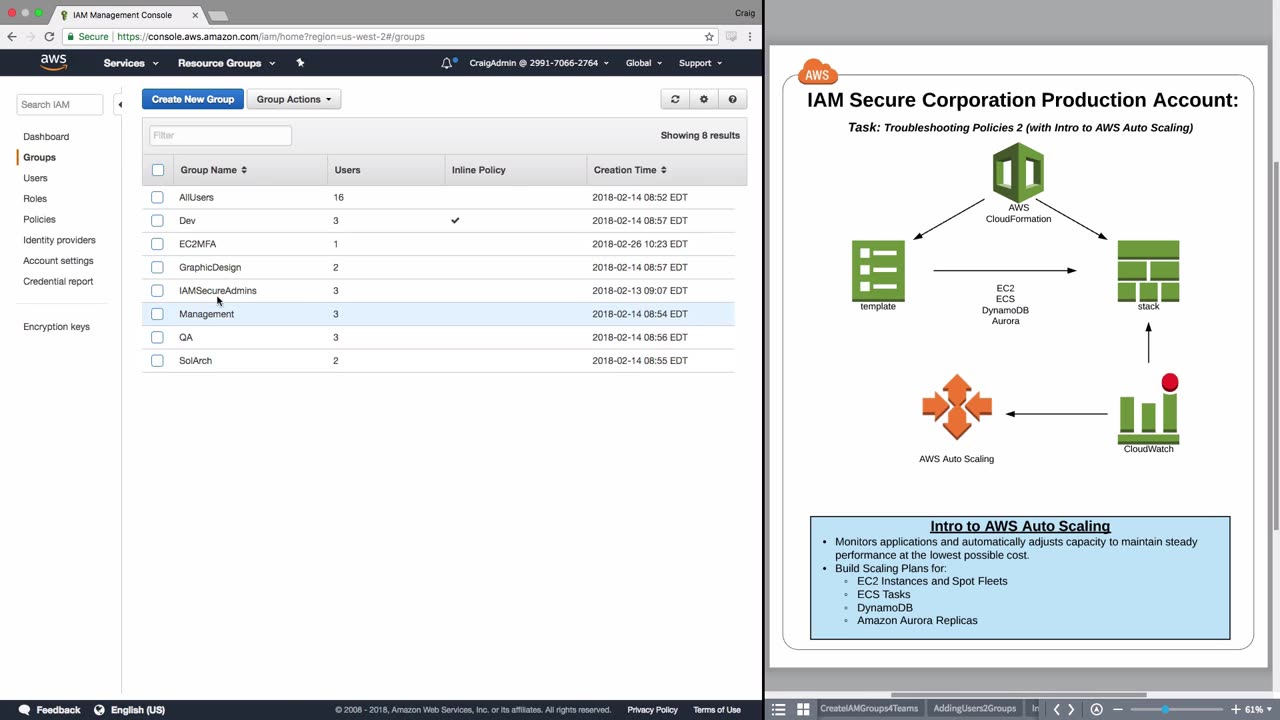 IAM Management Console
Craig
Secure | https://console.aws.amazon.com/iam/home?region=us-west-2#/groups
aws
Services
Resource Groups
CraigAdmin @ 2991-7066-2764
Global
Support
Search IAM
Dashboard
Groups
Users
Roles
Policies
Identity providers
Account settings
Credential report
Encryption keys
Create New Group
Group Actions
Filter
Showing 8 results
Group Name Users Inline Policy Creation Time
AllUsers 16 2018-02-14 08:52 EDT
Dev 3 2018-02-14 08:57 EDT
EC2MFA 1 2018-02-26 10:23 EDT
GraphicDesign 2 2018-02-14 08:57 EDT
IAMSecureAdmins 3 2018-02-13 09:07 EDT
Management 3 2018-02-14 08:54 EDT
QA 3 2018-02-14 08:56 EDT
SolArch 2 2018-02-14 08:55 EDT
Feedback
English (US)
© 2008 - 2018, Amazon Web Services, Inc. or its affiliates. All rights reserved.
Privacy Policy
Terms of Use
AWS
IAM Secure Corporation Production Account:
Task: Troubleshooting Policies 2 (with Intro to AWS Auto Scaling)
AWS
CloudFormation
template
EC2
ECS
DynamoDB
Aurora
stack
AWS Auto Scaling
CloudWatch
Intro to AWS Auto Scaling
• Monitors applications and automatically adjusts capacity to maintain steady
performance at the lowest possible cost.
• Build Scaling Plans for:
◦ EC2 Instances and Spot Fleets
◦ ECS Tasks
◦ DynamoDB
◦ Amazon Aurora Replicas
CreateIAMGroups4Teams
AddingUsers2Groups
61%